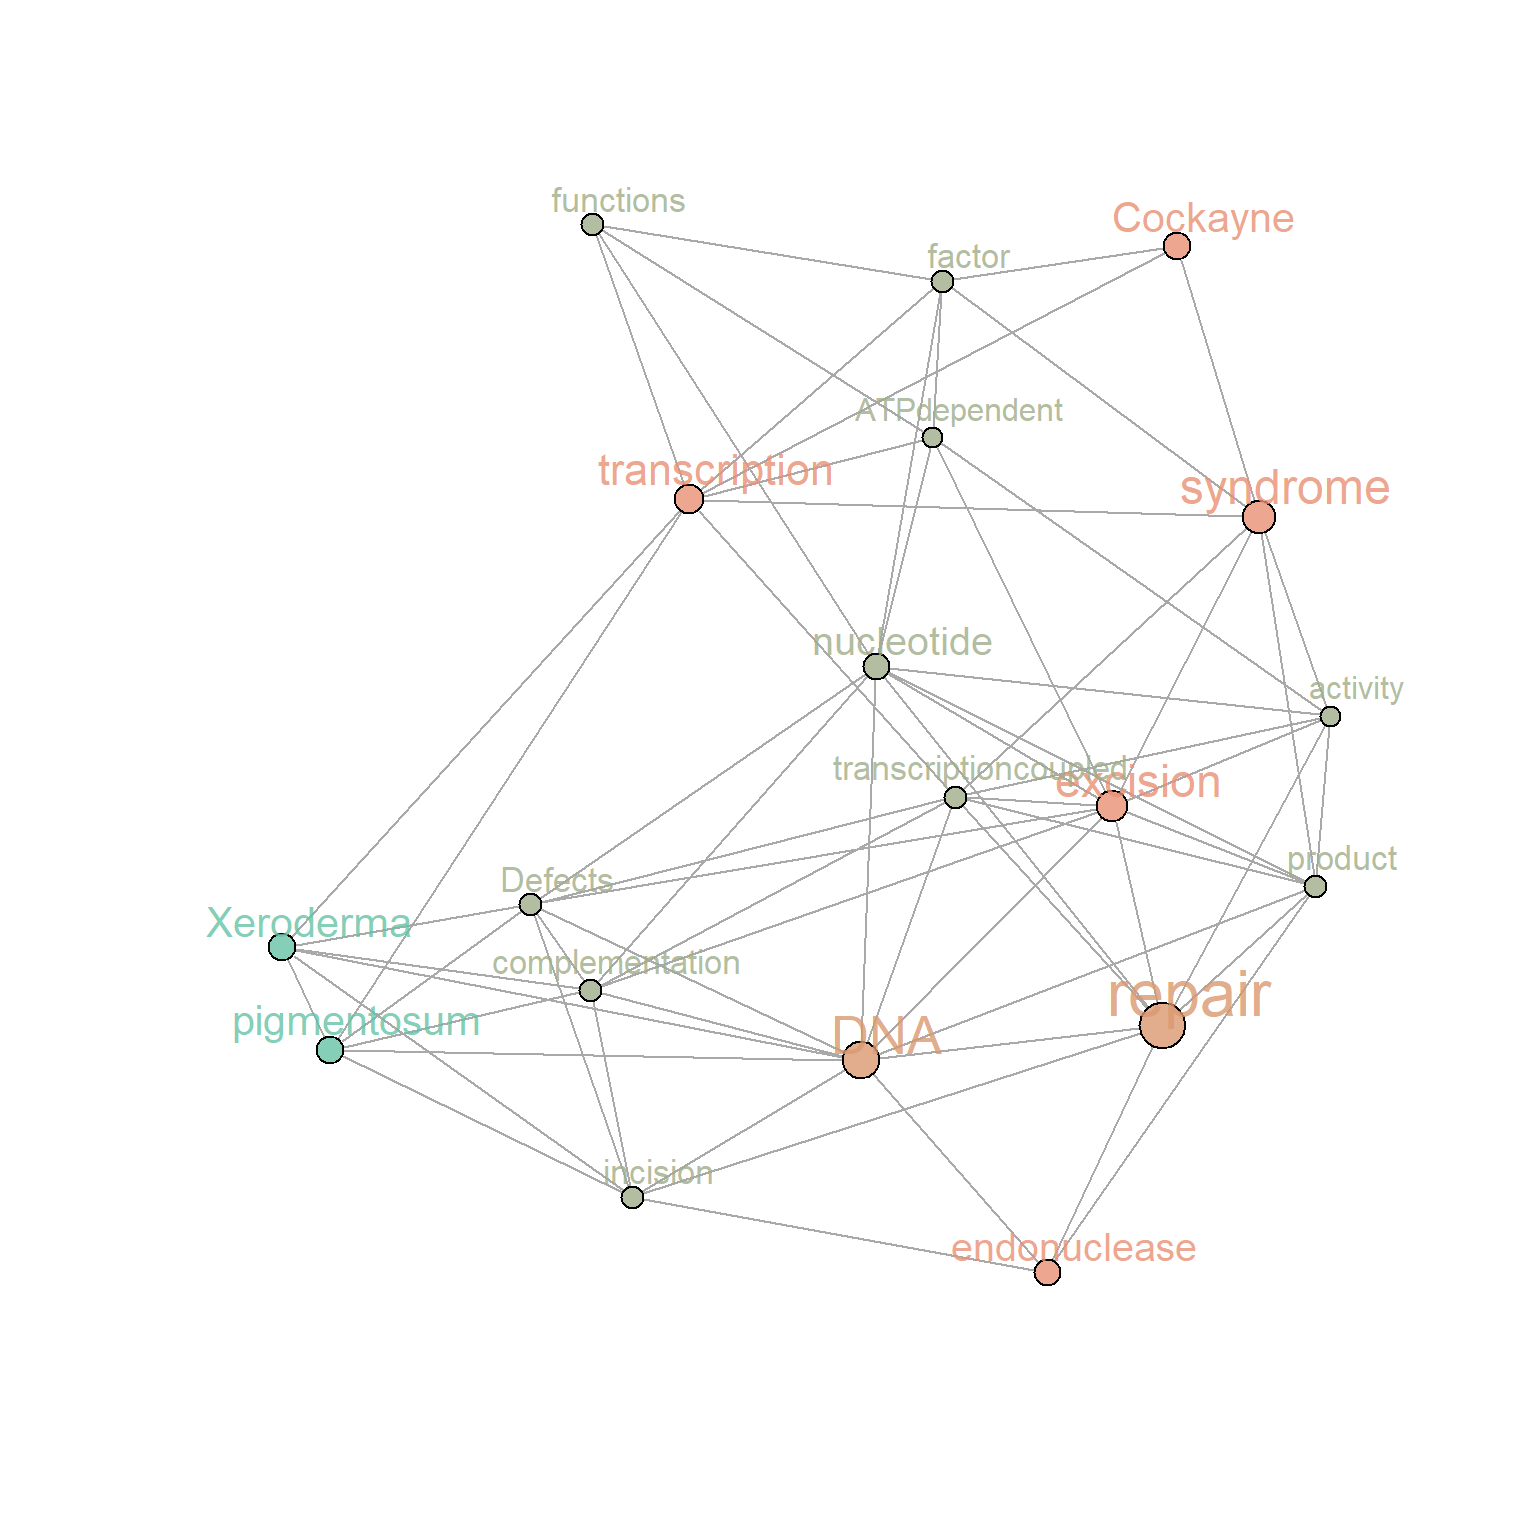 functions
Cockayne
factor
ATPdependent
transcription
syndrome
nucleotide
activity
transcriptioncoupled
excision
product
Defects
Xeroderma
complementation
repair
pigmentosum
DNA
incision
endonuclease